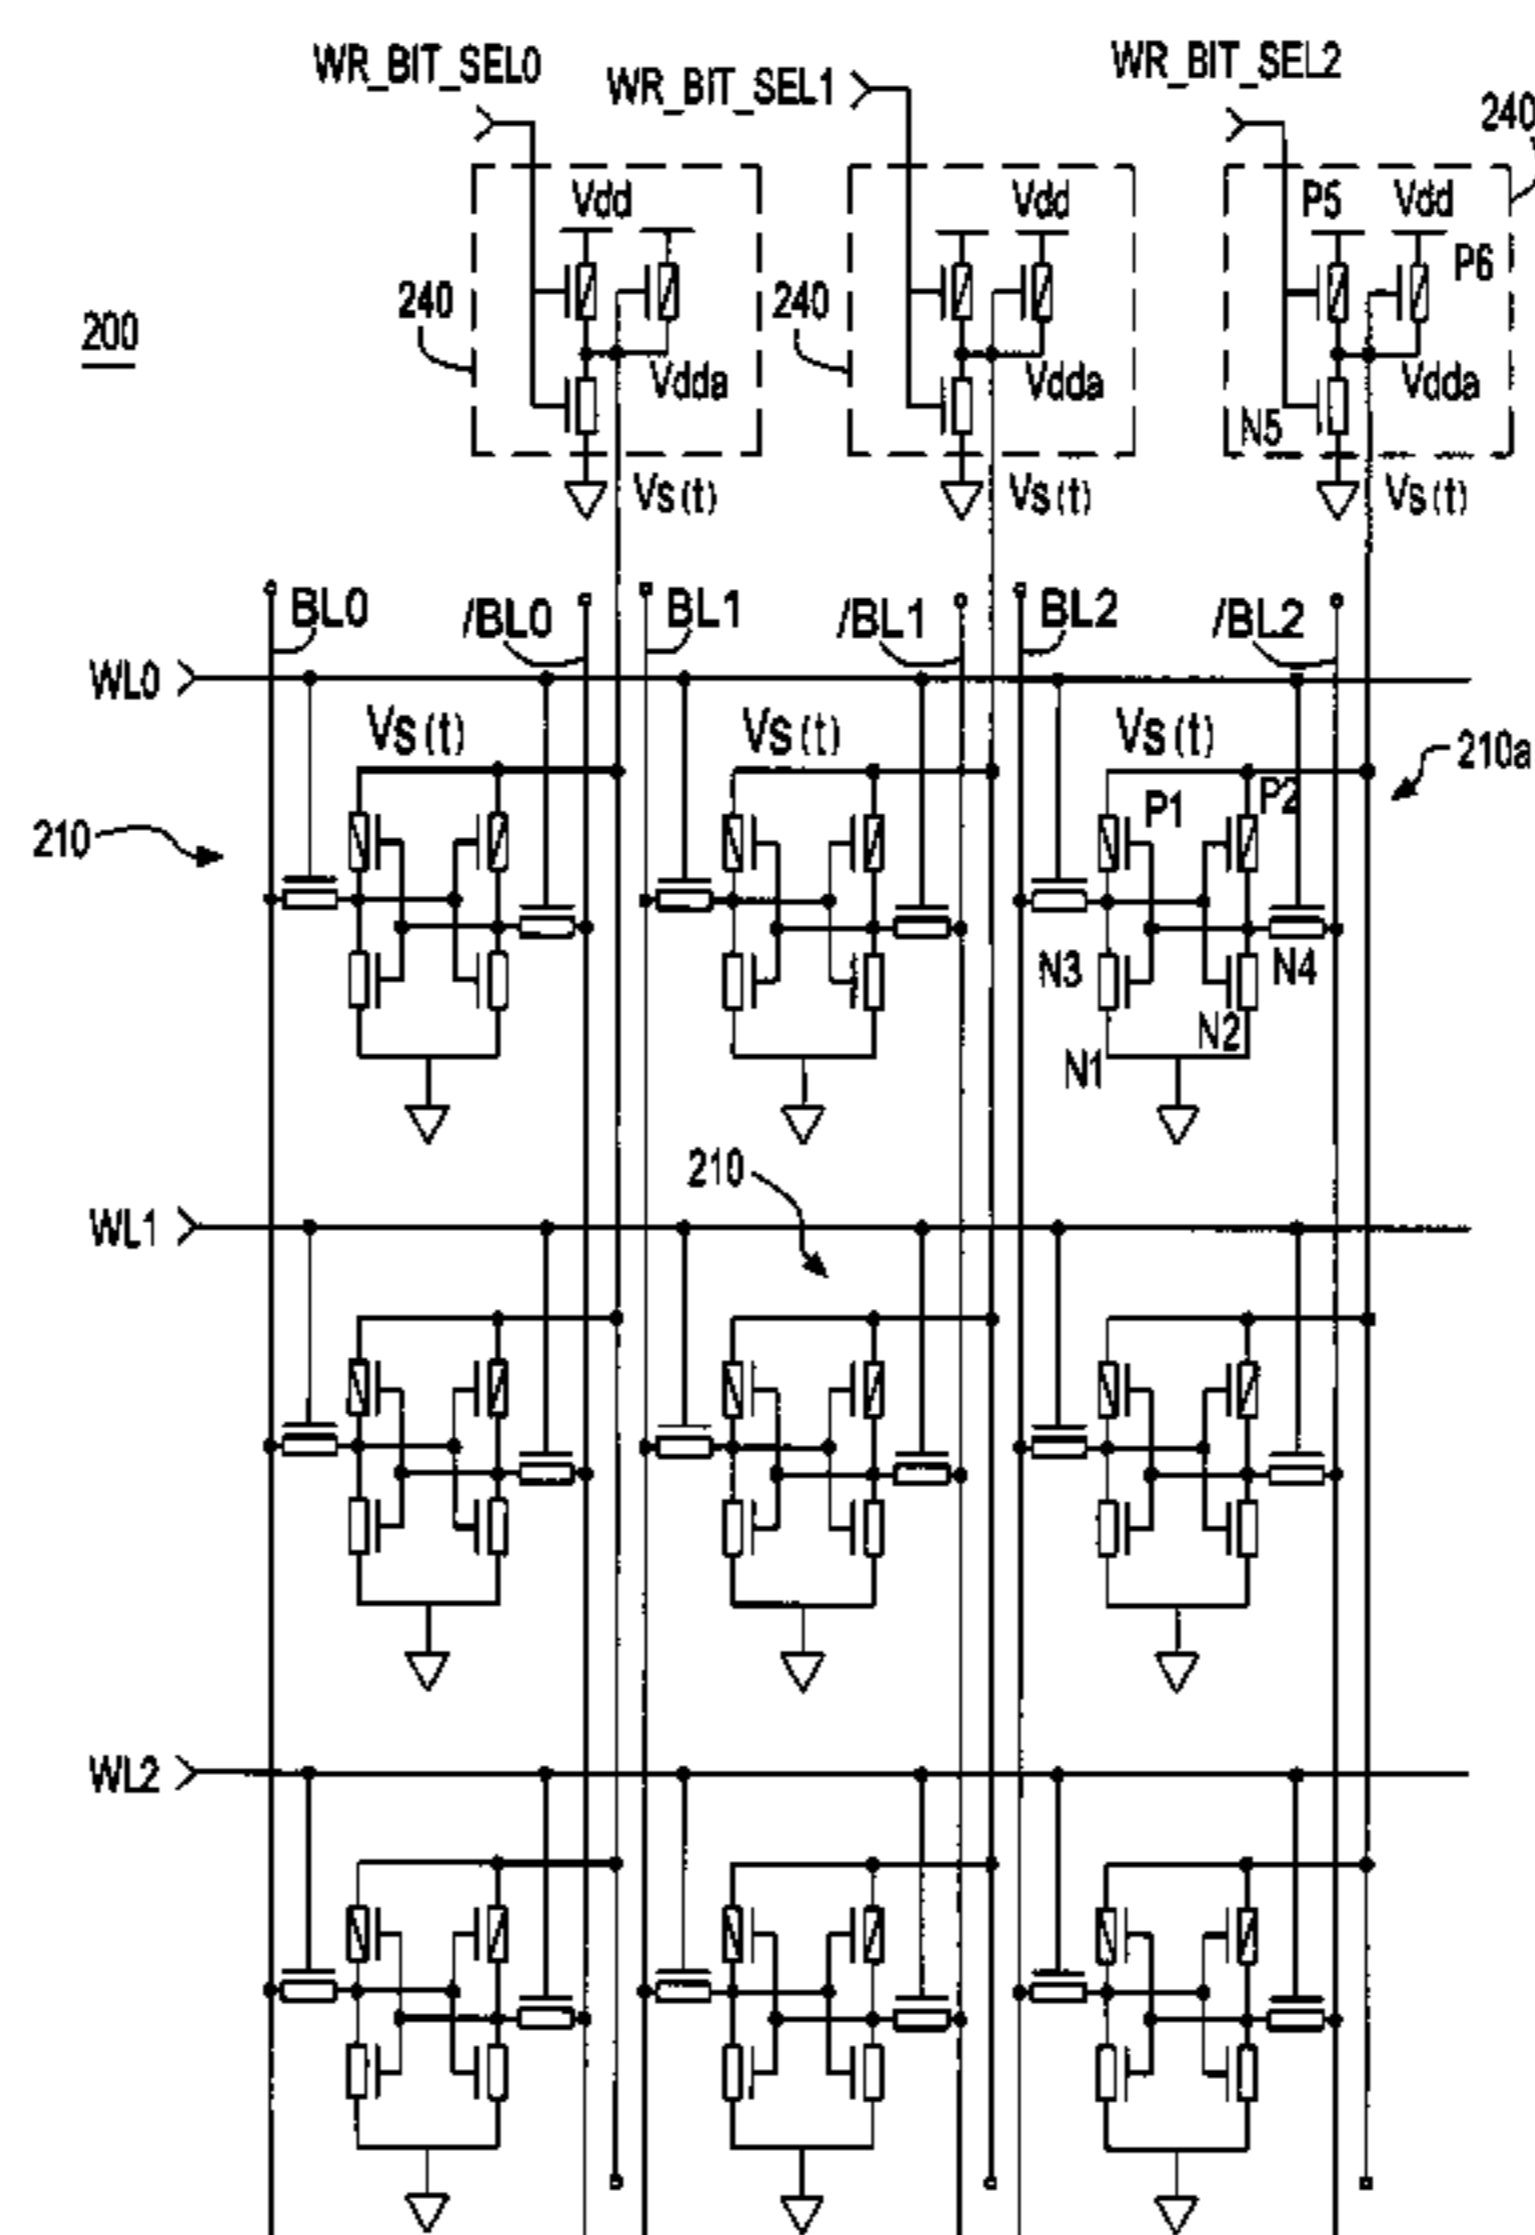 WR_BIT_SEL0
WR_BIT_SEL1
WR_BIT_SEL2
240
Vdd
Vdd
P5
Vdd
P6
240
240
200
Vdda
Vdda
Vdda
N5
Vs(t)
Vs(t)
Vs(t)
BL0
/BL0
BL1
/BL1
BL2
/BL2
WL0
Vs(t)
Vs(t)
Vs(t)
210a
P1
P2
210
N3
N4
N2
N1
210
WL1
WL2